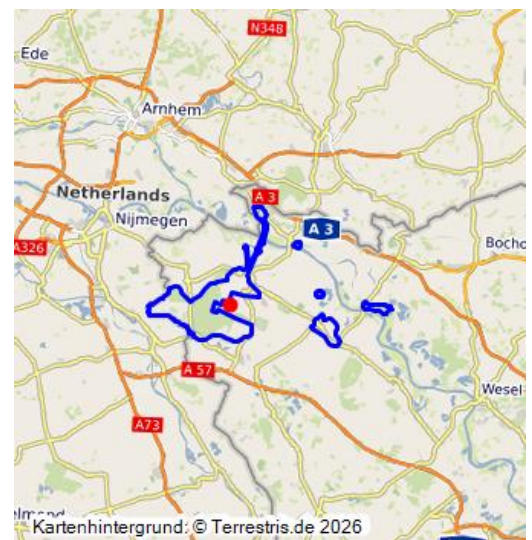 N348
Ede
Arnhem
Netherlands
A 3
Nijmegen
A 3
A326
Bocho
A 57
Wesel
A73
elmond
Kartenhintergrund: © Terrestris.de 2026